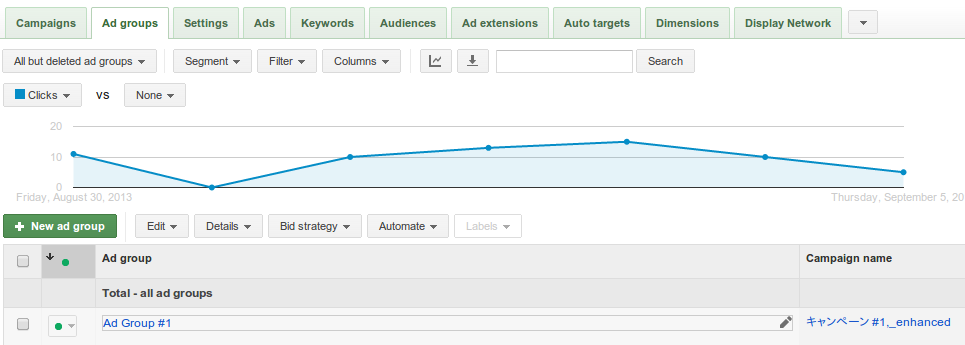 Campaigns Ad groups Settings Ads Keywords Audiences Ad extensions Auto targets Dimensions Display Network
All but deleted ad groups Segment Filter Columns Search
Clicks VS None
20
10
0
Friday, August 30, 2013 Thursday, September 5, 20
New ad group Edit Details Bid strategy Automate Labels
Ad group Campaign name
Total - all ad groups
Ad Group #1 キャンペーン #1,_enhanced